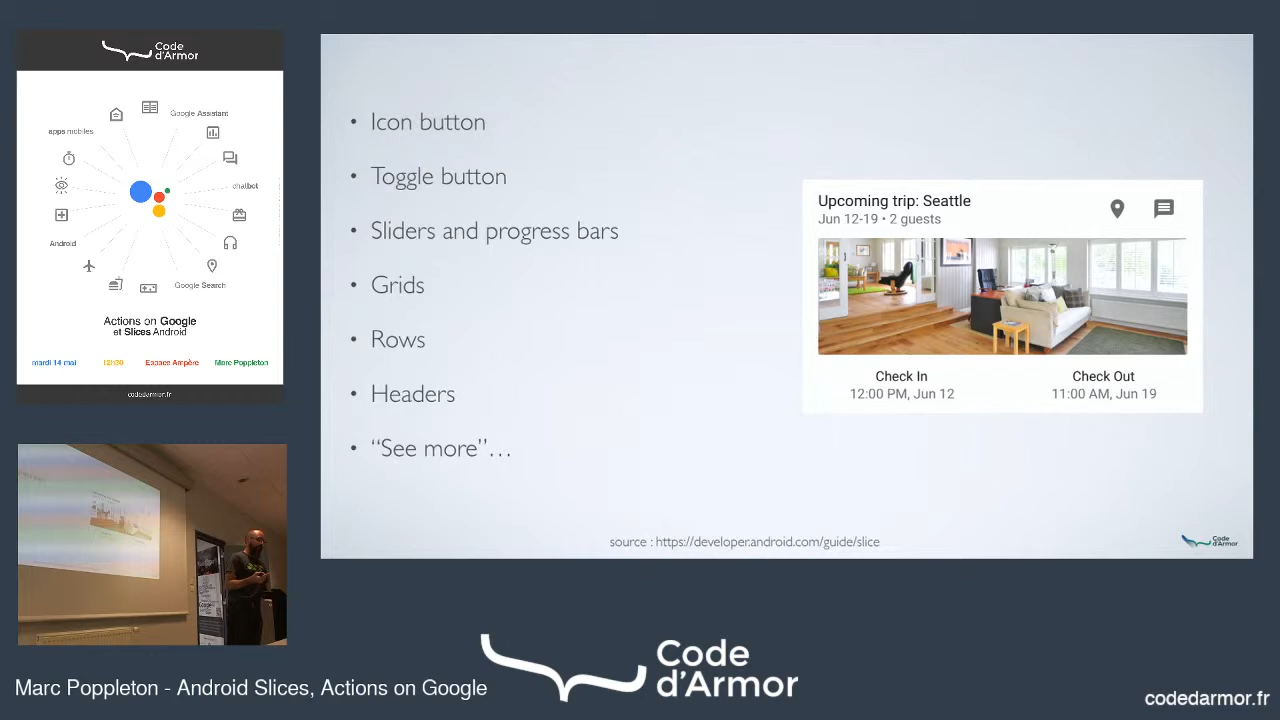 Code
d'Armor
Google Assistant
apps mobiles
chatbot
Android
Google Search
Actions on Google
et Slices Android
mardi 14 mai
12h30
Espace Ampère
Marc Poppleton
codedarmor.fr
• Icon button
• Toggle button
• Sliders and progress bars
• Grids
• Rows
• Headers
• “See more”…
Upcoming trip: Seattle
Jun 12-19 • 2 guests
Check In
12:00 PM, Jun 12
Check Out
11:00 AM, Jun 19
source : https://developer.android.com/guide/slice
Code
d'Armor
Marc Poppleton - Android Slices, Actions on Google
Code
d'Armor
codedarmor.fr